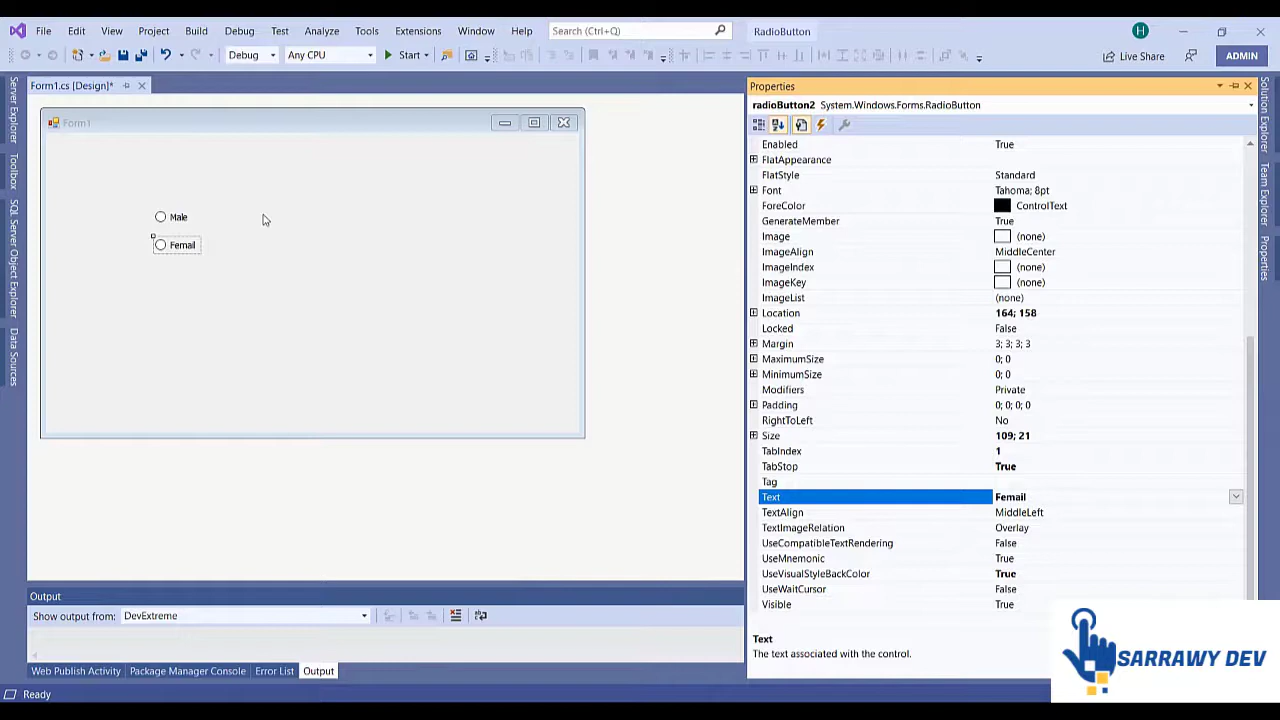 File Edit View Project Build Debug Test Analyze Tools Extensions Window Help Search (Ctrl+Q) RadioButton H
Debug Any CPU Start Live Share ADMIN
Form1.cs [Design]*
Server Explorer
Toolbox
SQL Server Object Explorer
Data Sources
Form1
Male
Femail
Properties
radioButton2 System.Windows.Forms.RadioButton
Enabled True
FlatAppearance
FlatStyle Standard
Font Tahoma; 8pt
ForeColor ControlText
GenerateMember True
Image (none)
ImageAlign MiddleCenter
ImageIndex (none)
ImageKey (none)
ImageList (none)
Location 164; 158
Locked False
Margin 3; 3; 3; 3
MaximumSize 0; 0
MinimumSize 0; 0
Modifiers Private
Padding 0; 0; 0; 0
RightToLeft No
Size 109; 21
TabIndex 1
TabStop True
Tag
Text Femail
TextAlign MiddleLeft
TextImageRelation Overlay
UseCompatibleTextRendering False
UseMnemonic True
UseVisualStyleBackColor True
UseWaitCursor False
Visible True
Text
The text associated with the control.
Solution Explorer
Team Explorer
Properties
Output
Show output from: DevExtreme
Web Publish Activity Package Manager Console Error List Output
Ready
SARRAWY DEV